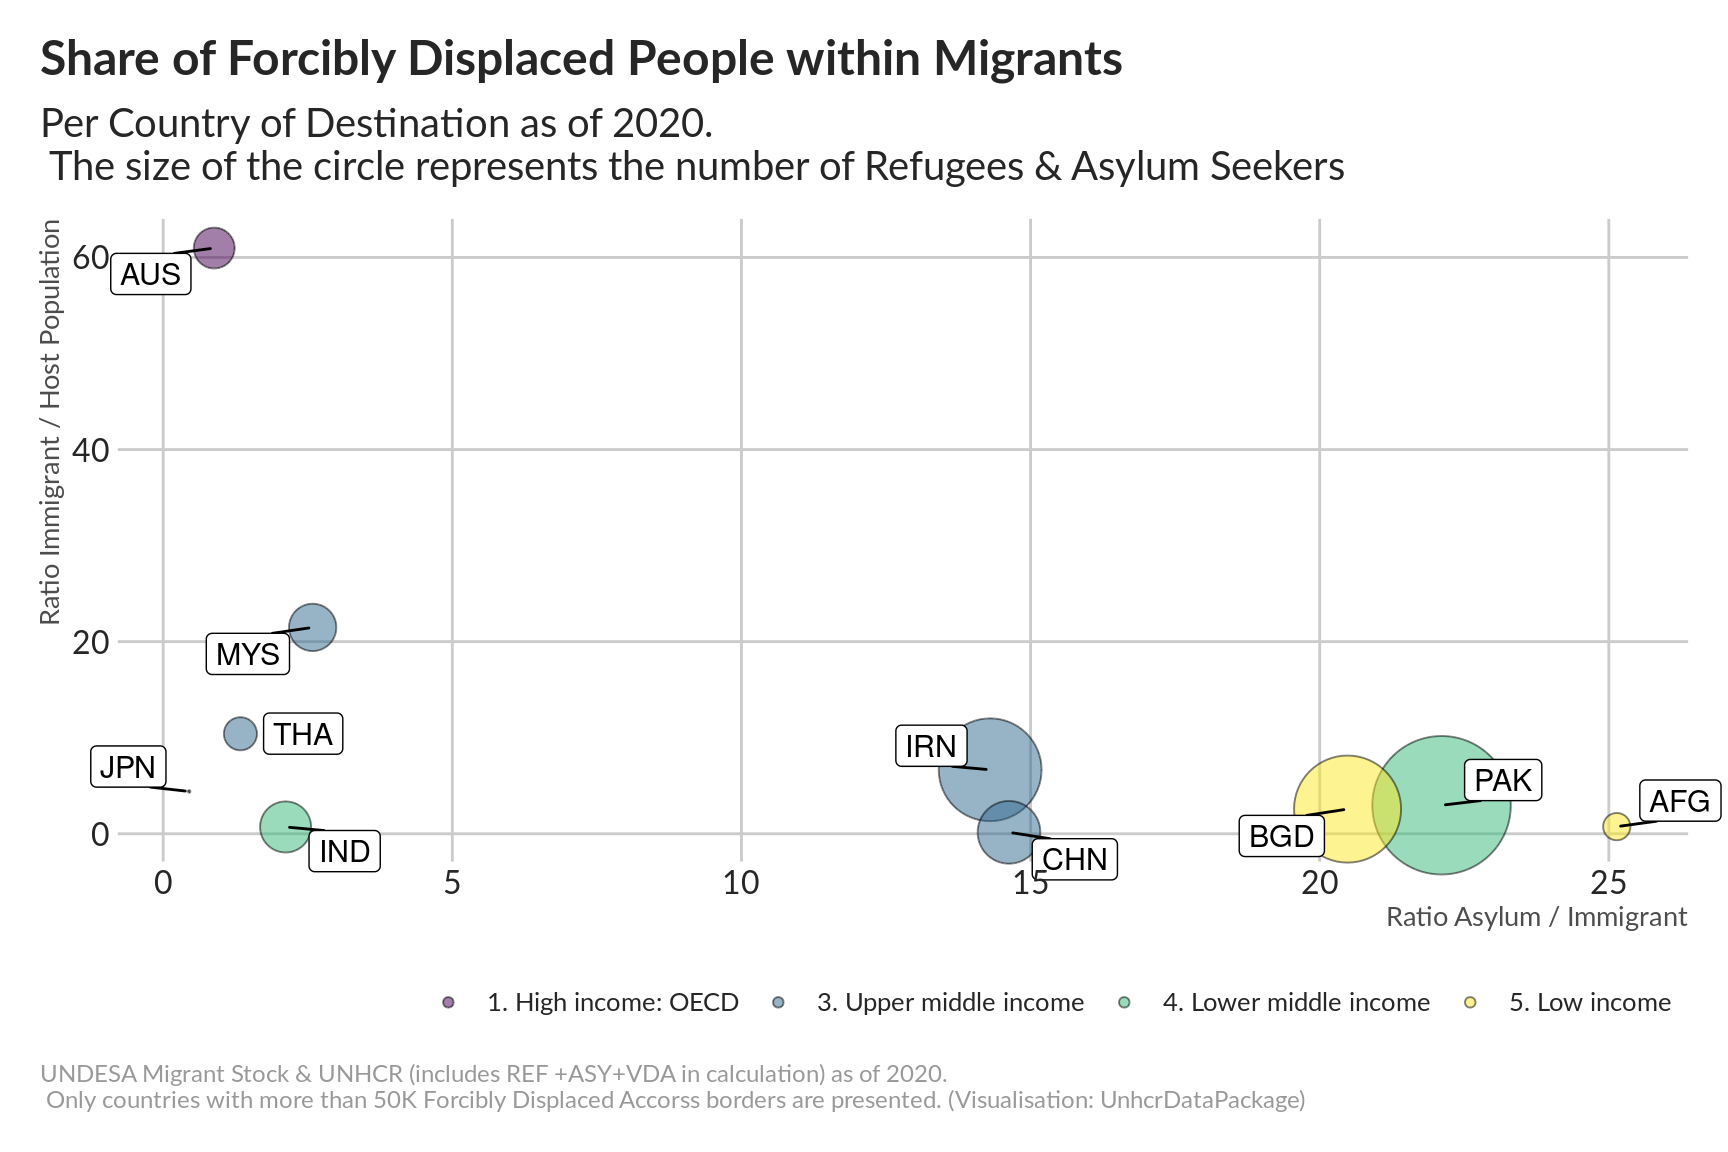 Share of Forcibly Displaced People within Migrants
Per Country of Destination as of 2020.
The size of the circle represents the number of Refugees & Asylum Seekers
Ratio Immigrant / Host Population
60
40
20
0
AUS
MYS
THA
JPN
IND
IRN
CHN
BGD
PAK
AFG
0
5
10
15
20
25
Ratio Asylum / Immigrant
1. High income: OECD
3. Upper middle income
4. Lower middle income
5. Low income
UNDESA Migrant Stock & UNHCR (includes REF +ASY+VDA in calculation) as of 2020.
Only countries with more than 50K Forcibly Displaced Accorss borders are presented. (Visualisation: UnhcrDataPackage)